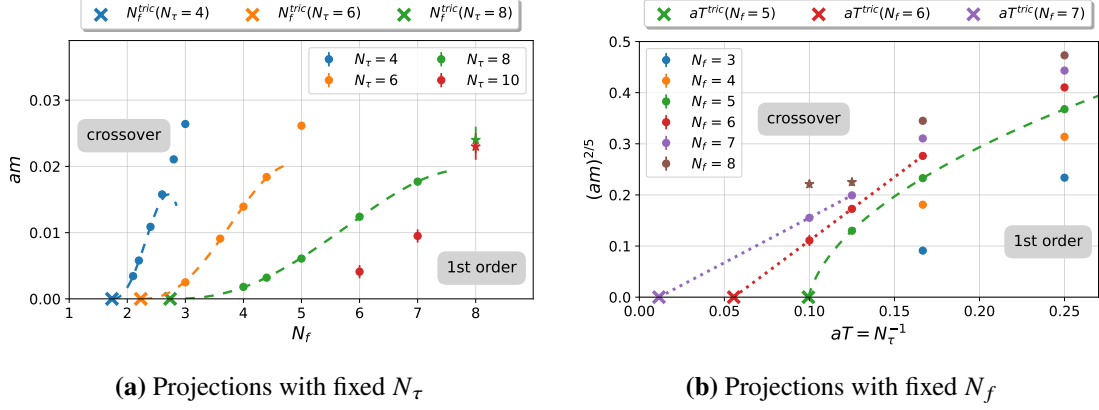 N_f^{tric}(N_τ = 4) N_f^{tric}(N_τ = 6) N_f^{tric}(N_τ = 8)
N_τ = 4 N_τ = 8
N_τ = 6 N_τ = 10
crossover
1st order
am
0.03
0.02
0.01
0.00
1 2 3 4 5 6 7 8
N_f
(a) Projections with fixed N_τ
aT^{tric}(N_f = 5) aT^{tric}(N_f = 6) aT^{tric}(N_f = 7)
N_f = 3
N_f = 4
N_f = 5
N_f = 6
N_f = 7
N_f = 8
crossover
1st order
(am)^{2/5}
0.5
0.4
0.3
0.2
0.1
0.0
0.00 0.05 0.10 0.15 0.20 0.25
aT = N_τ^{-1}
(b) Projections with fixed N_f